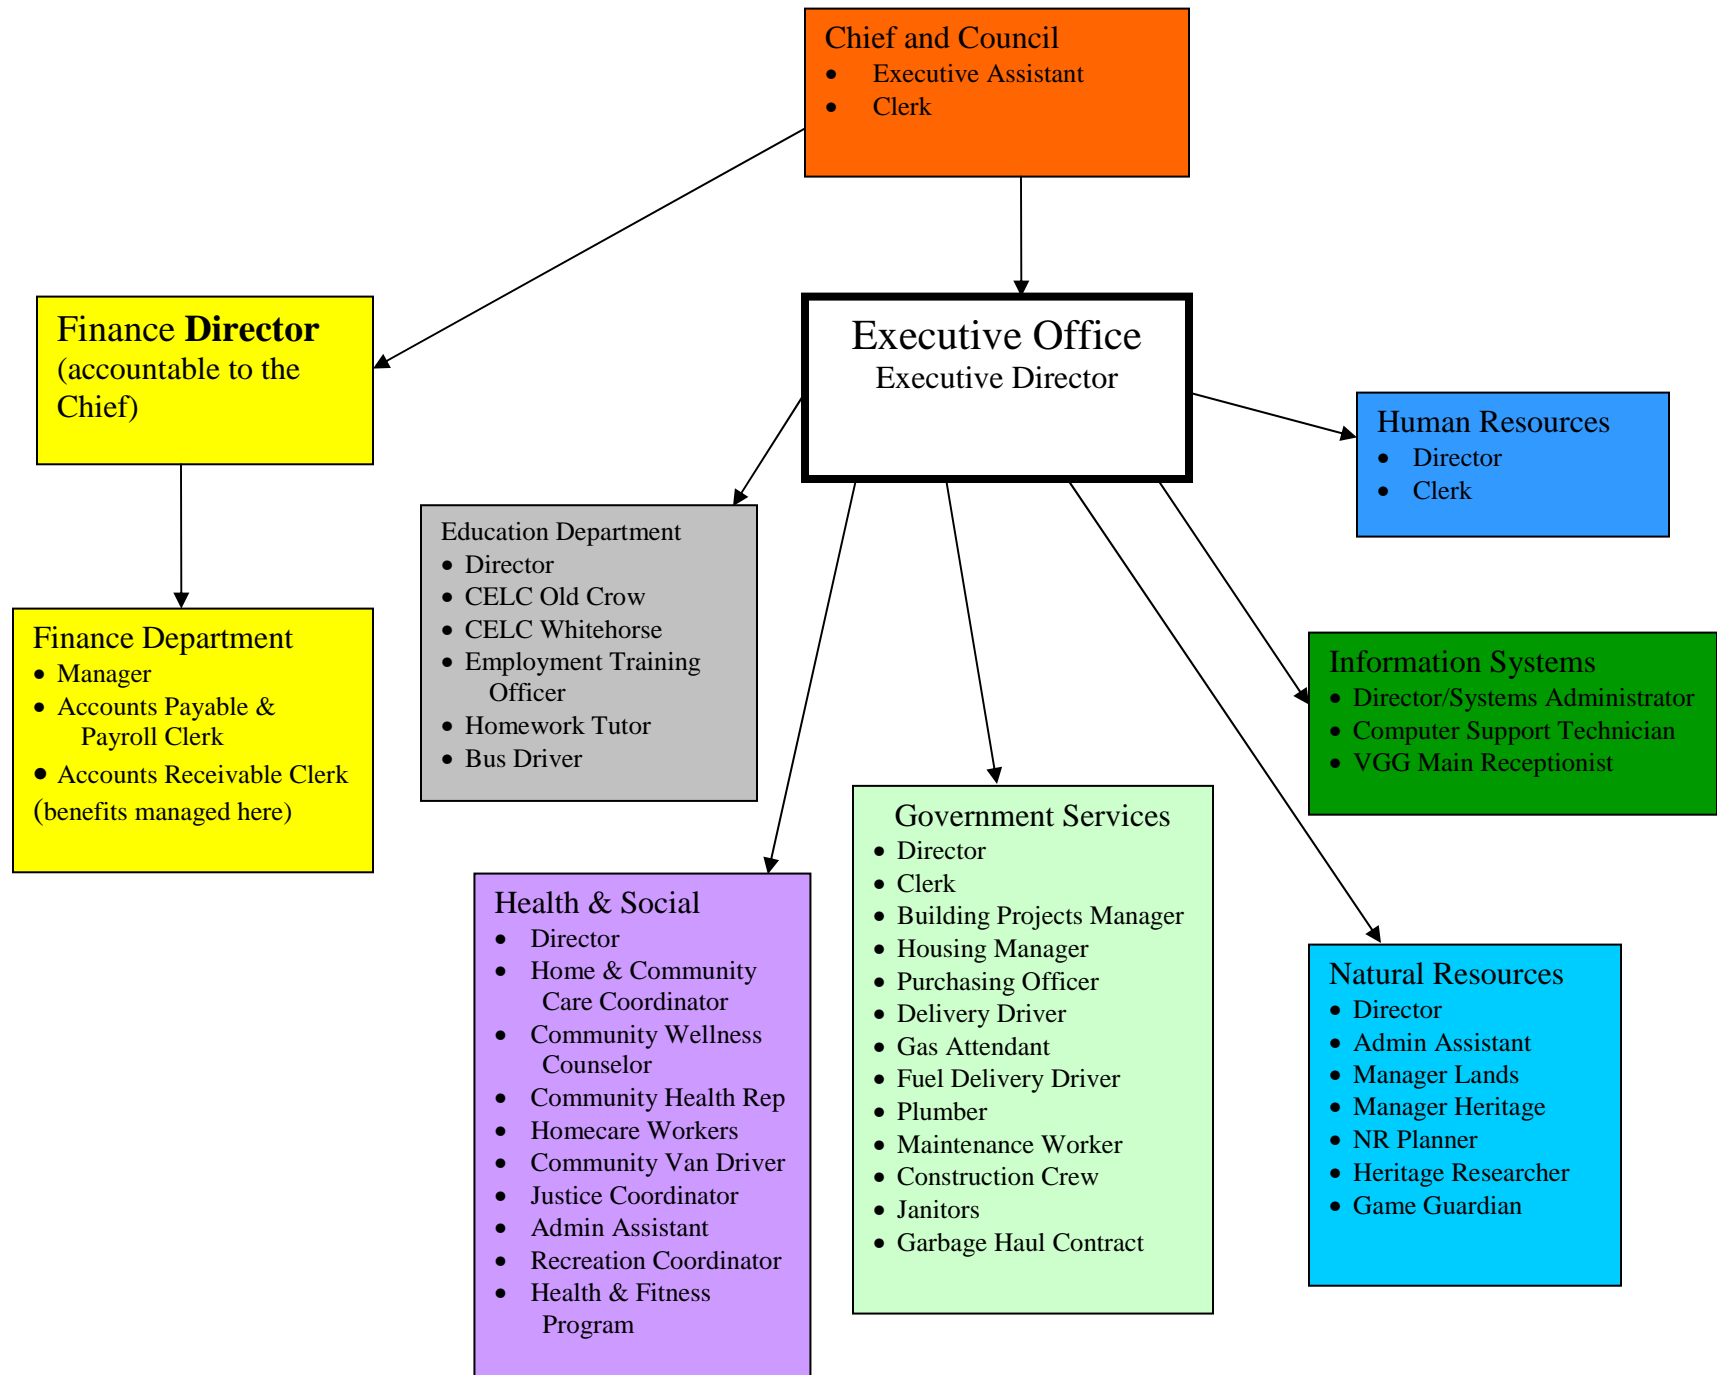 Chief and Council
• Executive Assistant
• Clerk
Finance Director
(accountable to the
Chief)
Executive Office
Executive Director
Human Resources
• Director
• Clerk
Education Department
• Director
• CELC Old Crow
• CELC Whitehorse
• Employment Training
Officer
• Homework Tutor
• Bus Driver
Finance Department
• Manager
• Accounts Payable &
Payroll Clerk
• Accounts Receivable Clerk
(benefits managed here)
Information Systems
• Director/Systems Administrator
• Computer Support Technician
• VGG Main Receptionist
Health & Social
• Director
• Home & Community
Care Coordinator
• Community Wellness
Counselor
• Community Health Rep
• Homecare Workers
• Community Van Driver
• Justice Coordinator
• Admin Assistant
• Recreation Coordinator
• Health & Fitness
Program
Government Services
• Director
• Clerk
• Building Projects Manager
• Housing Manager
• Purchasing Officer
• Delivery Driver
• Gas Attendant
• Fuel Delivery Driver
• Plumber
• Maintenance Worker
• Construction Crew
• Janitors
• Garbage Haul Contract
Natural Resources
• Director
• Admin Assistant
• Manager Lands
• Manager Heritage
• NR Planner
• Heritage Researcher
• Game Guardian